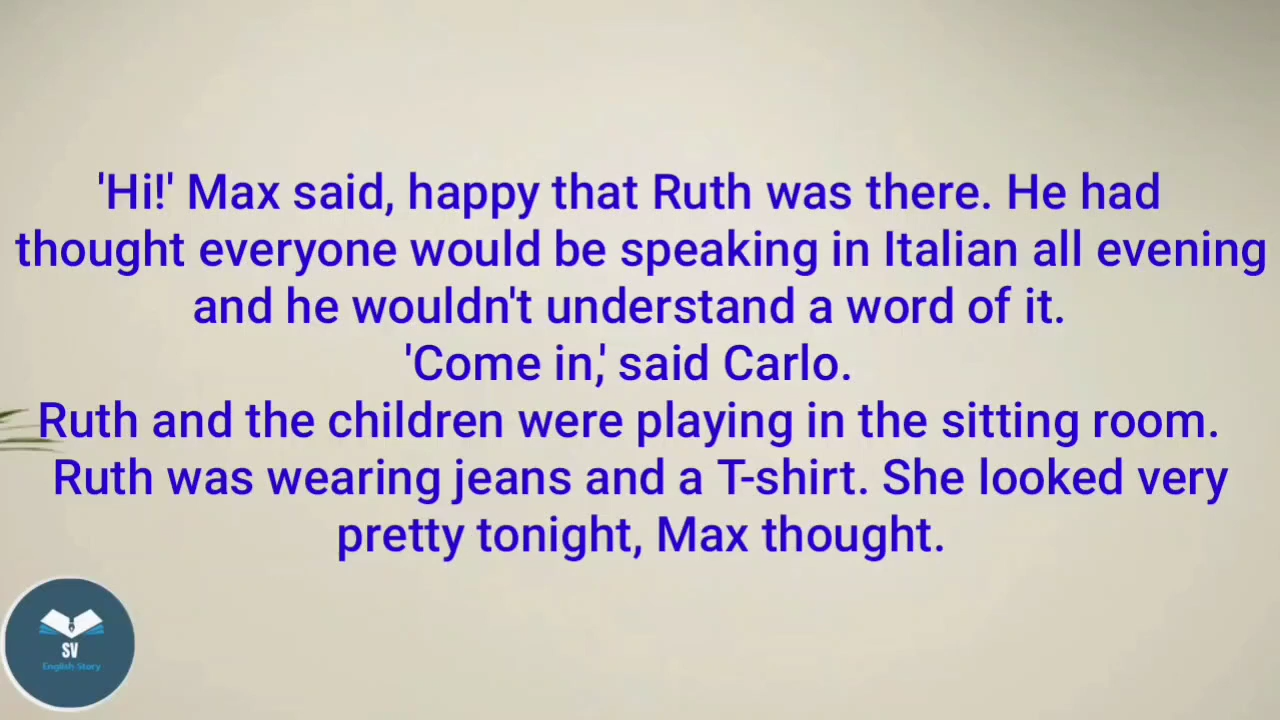 'Hi!' Max said, happy that Ruth was there. He had
thought everyone would be speaking in Italian all evening
and he wouldn't understand a word of it.
'Come in,' said Carlo.
Ruth and the children were playing in the sitting room.
Ruth was wearing jeans and a T-shirt. She looked very
pretty tonight, Max thought.
SV
English Story